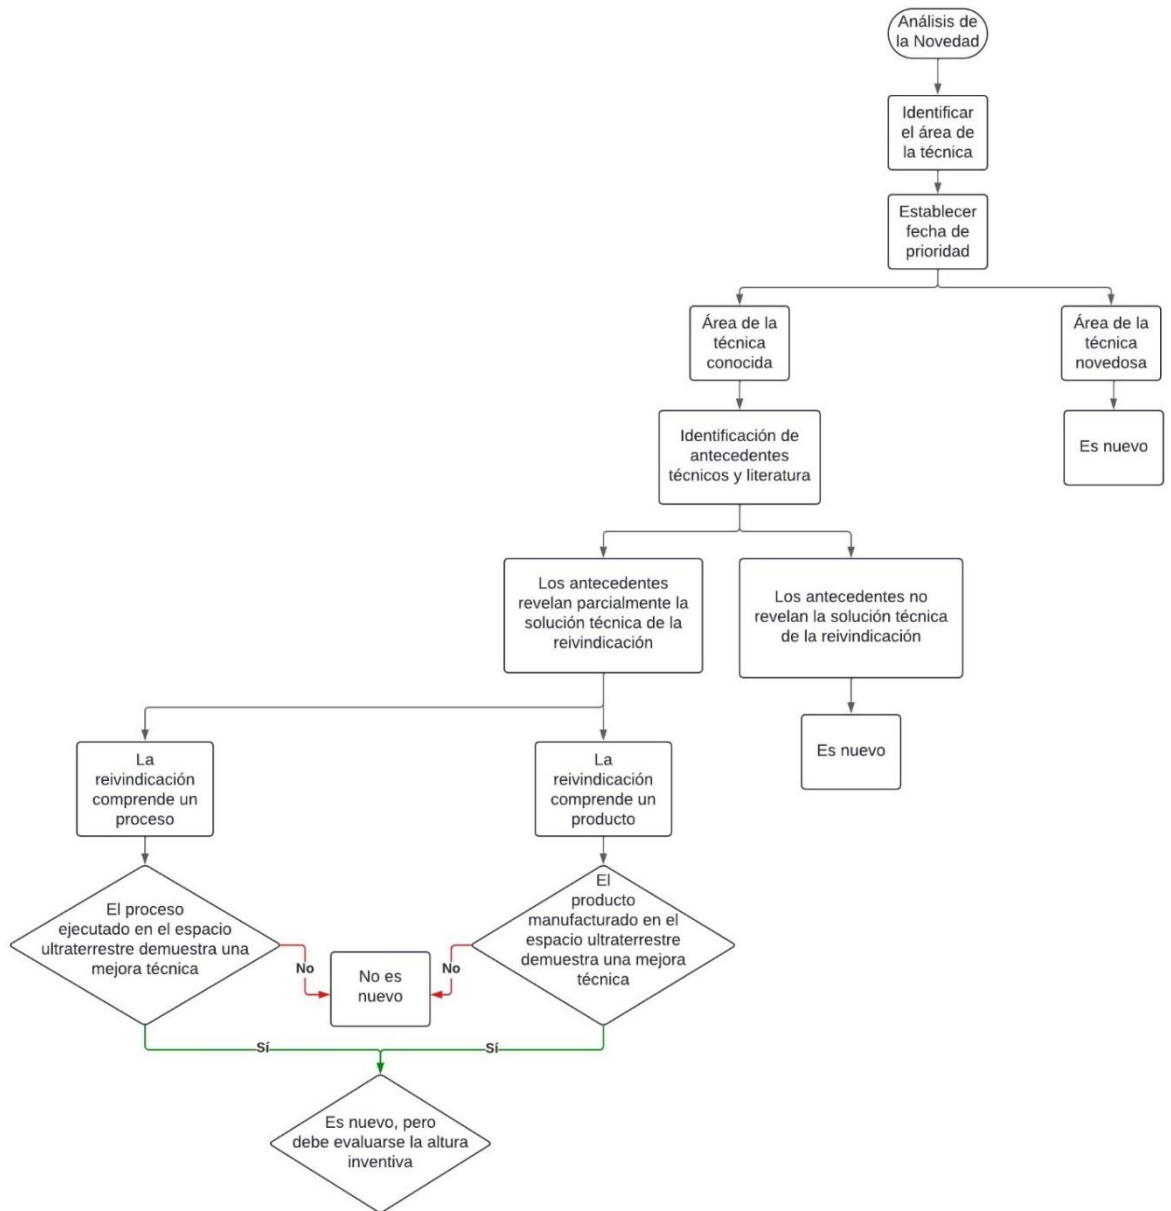 Análisis de
la Novedad
Identificar
el área de
la técnica
Establecer
fecha de
prioridad
Área de la
técnica
conocida
Área de la
técnica
novedosa
Identificación de
antecedentes
técnicos y literatura
Es nuevo
Los antecedentes
revelan parcialmente la
solución técnica de la
reivindicación
Los antecedentes no
revelan la solución técnica
de la reivindicación
Es nuevo
La
reivindicación
comprende un
proceso
La
reivindicación
comprende un
producto
El proceso
ejecutado en el espacio
ultraterrestre demuestra una
mejora técnica
No
No es
nuevo
No
El
producto
manufacturado en el
espacio ultraterrestre
demuestra una mejora
técnica
Sí
Sí
Es nuevo, pero
debe evaluarse la altura
inventiva